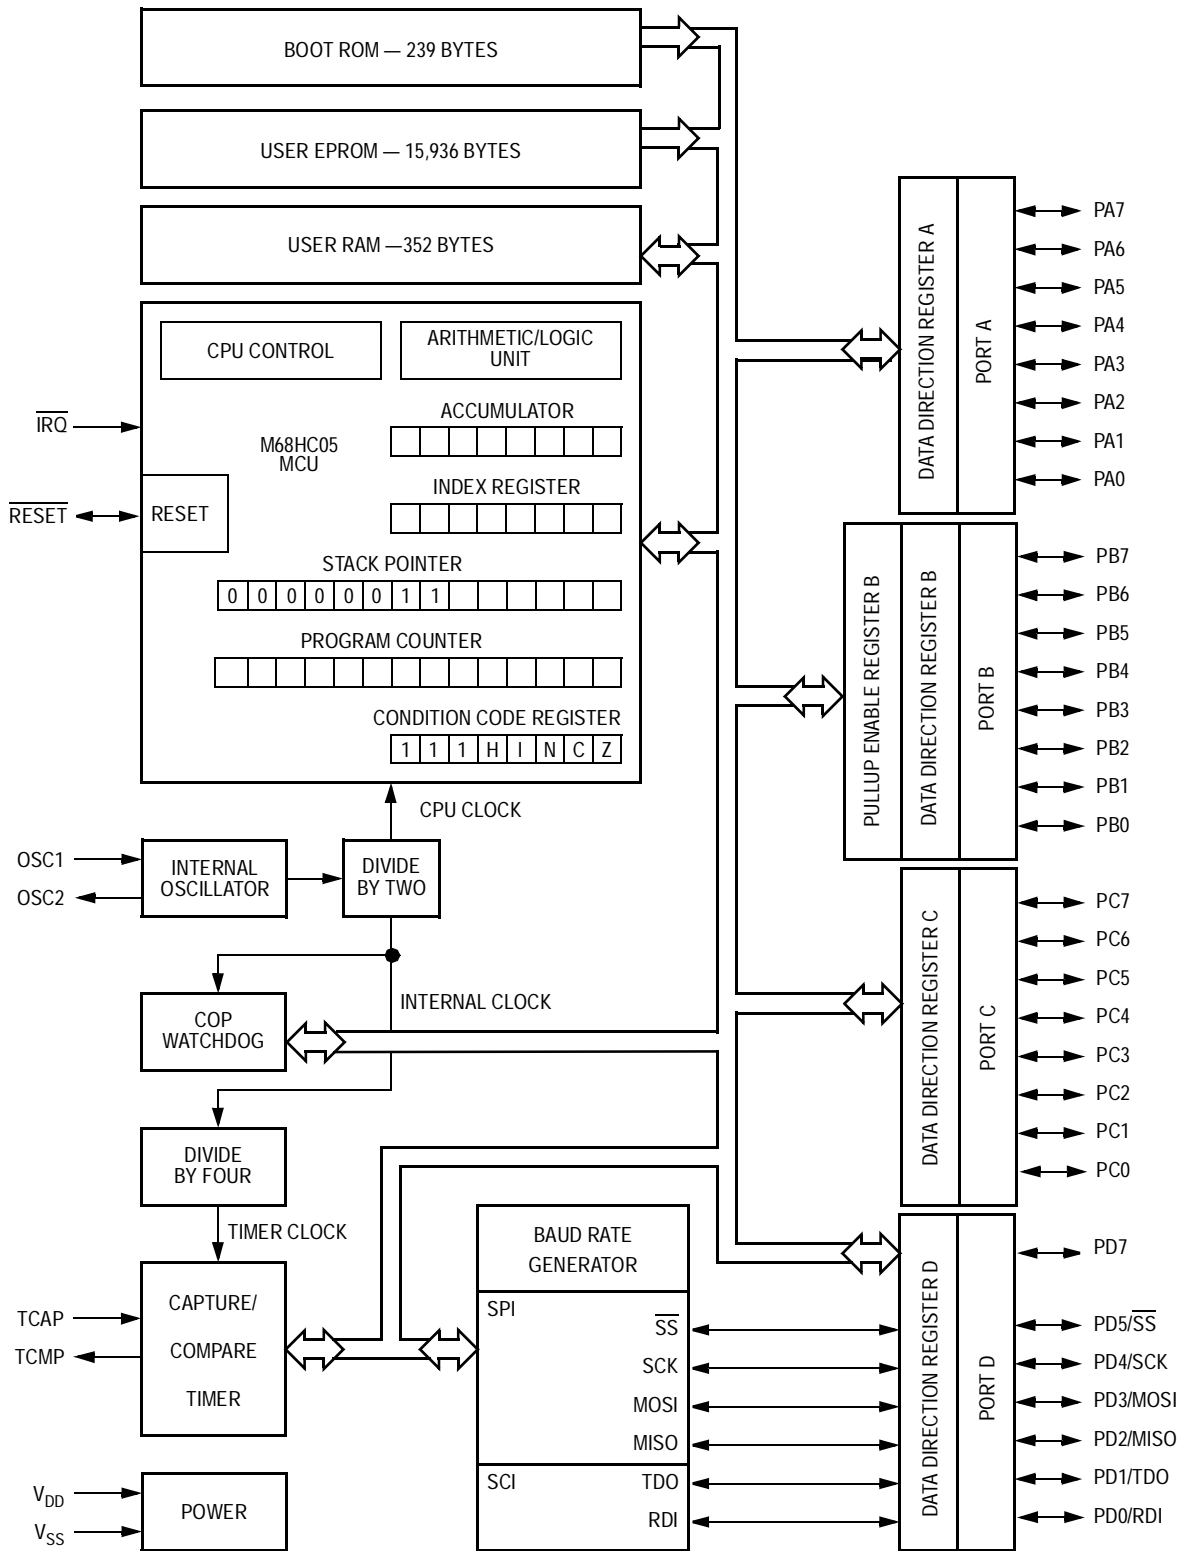 BOOT ROM — 239 BYTES
USER EPROM — 15,936 BYTES
USER RAM —352 BYTES
CPU CONTROL
ARITHMETIC/LOGIC
UNIT
ACCUMULATOR
M68HC05
MCU
IRQ
INDEX REGISTER
RESET
RESET
STACK POINTER
0 0 0 0 0 0 1 1
PROGRAM COUNTER
CONDITION CODE REGISTER
1 1 1 H I N C Z
CPU CLOCK
OSC1
OSC2
INTERNAL
OSCILLATOR
DIVIDE
BY TWO
INTERNAL CLOCK
COP
WATCHDOG
DIVIDE
BY FOUR
TIMER CLOCK
TCAP
TCMP
CAPTURE/
COMPARE
TIMER
VDD
VSS
POWER
BAUD RATE
GENERATOR
SPI
SS
SCK
MOSI
MISO
SCI
TDO
RDI
DATA DIRECTION REGISTER A
PORT A
PA7
PA6
PA5
PA4
PA3
PA2
PA1
PA0
PULLUP ENABLE REGISTER B
DATA DIRECTION REGISTER B
PORT B
PB7
PB6
PB5
PB4
PB3
PB2
PB1
PB0
DATA DIRECTION REGISTER C
PORT C
PC7
PC6
PC5
PC4
PC3
PC2
PC1
PC0
DATA DIRECTION REGISTER D
PORT D
PD7
PD5/SS
PD4/SCK
PD3/MOSI
PD2/MISO
PD1/TDO
PD0/RDI